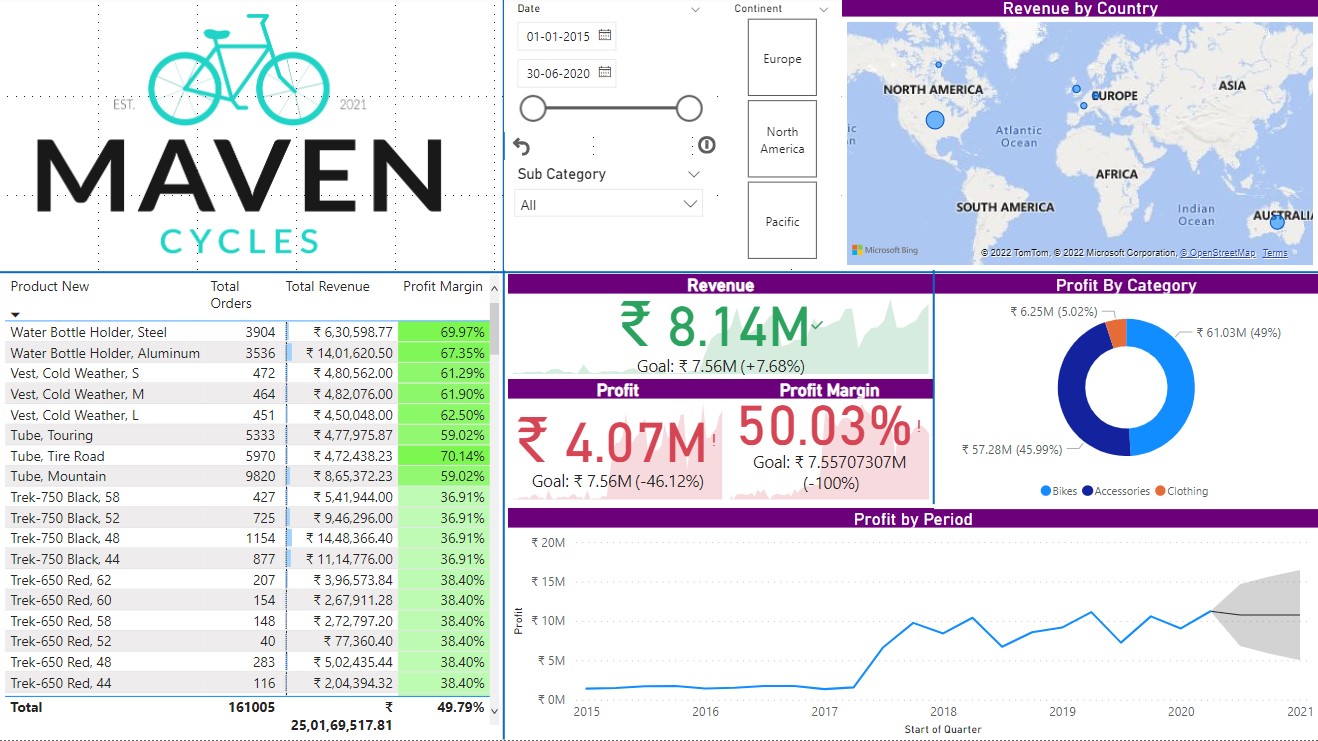 EST.
2021
MAVEN
CYCLES
Date
01-01-2015
30-06-2020
Sub Category
All
Continent
Europe
North
America
Pacific
Revenue by Country
NORTH AMERICA
EUROPE
ASIA
Atlantic
Ocean
AFRICA
SOUTH AMERICA
Indian
Ocean
AUSTRALIA
ic
an
Microsoft Bing
© 2022 TomTom, © 2022 Microsoft Corporation, © OpenStreetMap Terms
Product New Total Orders Total Revenue Profit Margin
Water Bottle Holder, Steel 3904 ₹ 6,30,598.77 69.97%
Water Bottle Holder, Aluminum 3536 ₹ 14,01,620.50 67.35%
Vest, Cold Weather, S 472 ₹ 4,80,562.00 61.29%
Vest, Cold Weather, M 464 ₹ 4,82,076.00 61.90%
Vest, Cold Weather, L 451 ₹ 4,50,048.00 62.50%
Tube, Touring 5333 ₹ 4,77,975.87 59.02%
Tube, Tire Road 5970 ₹ 4,72,438.23 70.14%
Tube, Mountain 9820 ₹ 8,65,372.23 59.02%
Trek-750 Black, 58 427 ₹ 5,41,944.00 36.91%
Trek-750 Black, 52 725 ₹ 9,46,296.00 36.91%
Trek-750 Black, 48 1154 ₹ 14,48,366.40 36.91%
Trek-750 Black, 44 877 ₹ 11,14,776.00 36.91%
Trek-650 Red, 62 207 ₹ 3,96,573.84 38.40%
Trek-650 Red, 60 154 ₹ 2,67,911.28 38.40%
Trek-650 Red, 58 148 ₹ 2,72,797.20 38.40%
Trek-650 Red, 52 40 ₹ 77,360.40 38.40%
Trek-650 Red, 48 283 ₹ 5,02,435.44 38.40%
Trek-650 Red, 44 116 ₹ 2,04,394.32 38.40%
Total 161005 ₹ 49.79%
25,01,69,517.81
Revenue
₹ 8.14M
Goal: ₹ 7.56M (+7.68%)
Profit
₹ 4.07M!
Goal: ₹ 7.56M (-46.12%)
Profit Margin
50.03%!
Goal: ₹ 7.55707307M
(-100%)
Profit By Category
₹ 6.25M (5.02%)
₹ 61.03M (49%)
₹ 57.28M (45.99%)
Bikes Accessories Clothing
Profit by Period
Profit
₹ 20M
₹ 15M
₹ 10M
₹ 5M
₹ 0M
2015 2016 2017 2018 2019 2020 2021
Start of Quarter